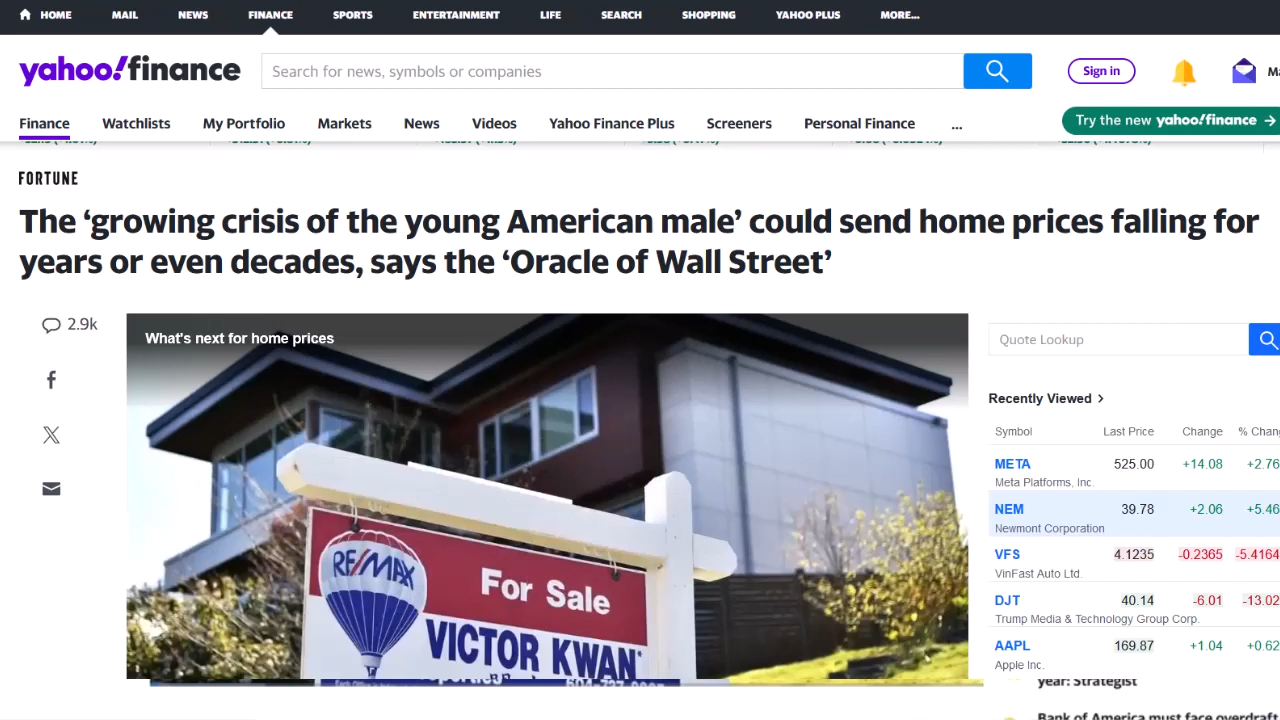 HOME MAIL NEWS FINANCE SPORTS ENTERTAINMENT LIFE SEARCH SHOPPING YAHOO PLUS MORE...
yahoo!finance
Search for news, symbols or companies
Sign in
Finance Watchlists My Portfolio Markets News Videos Yahoo Finance Plus Screeners Personal Finance ...
Try the new yahoo!finance
FORTUNE
The ‘growing crisis of the young American male’ could send home prices falling for
years or even decades, says the ‘Oracle of Wall Street’
2.9k
What's next for home prices
RE/MAX
For Sale
VICTOR KWAN
Quote Lookup
Recently Viewed
Symbol Last Price Change % Chan
META 525.00 +14.08 +2.76
Meta Platforms, Inc.
NEM 39.78 +2.06 +5.46
Newmont Corporation
VFS 4.1235 -0.2365 -5.4164
VinFast Auto Ltd.
DJT 40.14 -6.01 -13.02
Trump Media & Technology Group Corp.
AAPL 169.87 +1.04 +0.62
Apple Inc.
year: Strategist
Bank of America must face overdraft